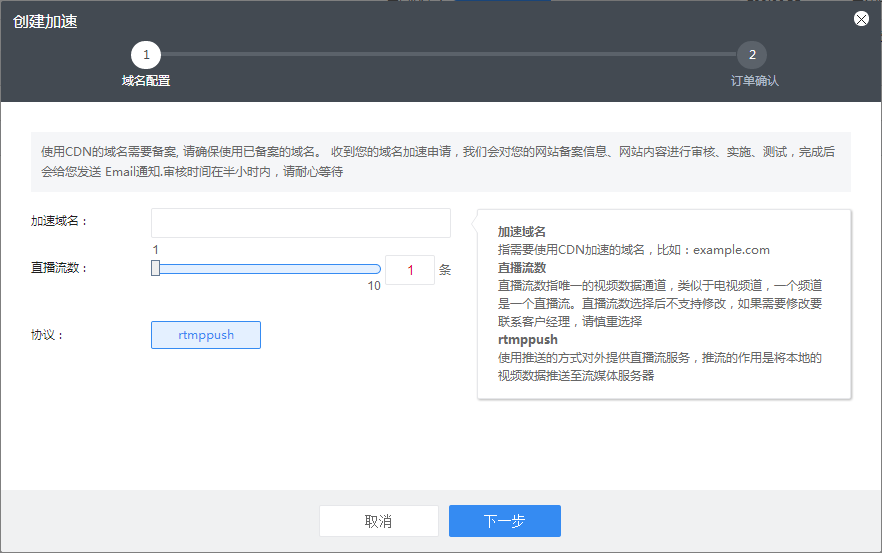 创建加速
1
2
域名配置
订单确认
使用CDN的域名需要备案, 请确保使用已备案的域名。 收到您的域名加速申请，我们会对您的网站备案信息、网站内容进行审核、实施、测试，完成后
会给您发送 Email通知.审核时间在半小时内，请耐心等待
加速域名：
1
直播流数：
1 条
10
协议：
rtmppush
加速域名
指需要使用CDN加速的域名，比如：example.com
直播流数
直播流数指唯一的视频数据通道，类似于电视频道，一个频道
是一个直播流。直播流数选择后不支持修改，如果需要修改要
联系客户经理，请慎重选择
rtmppush
使用推送的方式对外提供直播流服务，推流的作用是将本地的
视频数据推送至流媒体服务器
取消
下一步